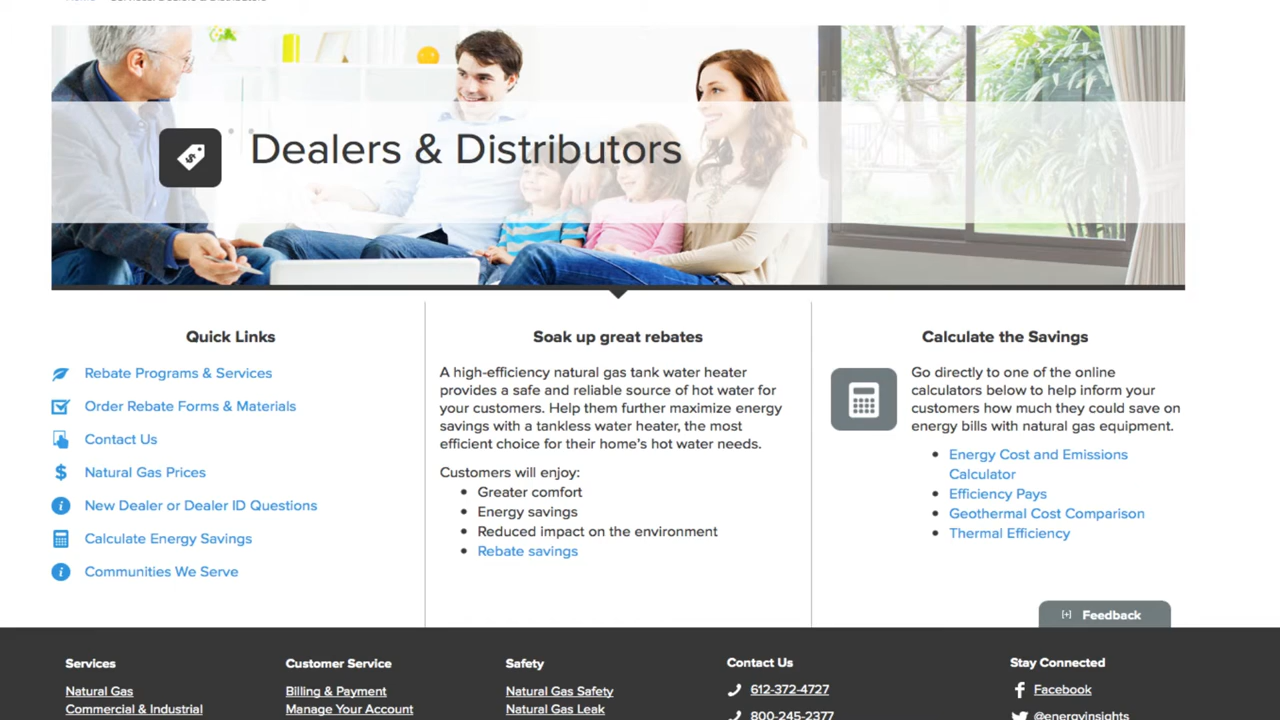 Dealers & Distributors
Quick Links
Rebate Programs & Services
Order Rebate Forms & Materials
Contact Us
Natural Gas Prices
New Dealer or Dealer ID Questions
Calculate Energy Savings
Communities We Serve
Soak up great rebates
A high-efficiency natural gas tank water heater
provides a safe and reliable source of hot water for
your customers. Help them further maximize energy
savings with a tankless water heater, the most
efficient choice for their home's hot water needs.
Customers will enjoy:
• Greater comfort
• Energy savings
• Reduced impact on the environment
• Rebate savings
Calculate the Savings
Go directly to one of the online
calculators below to help inform your
customers how much they could save on
energy bills with natural gas equipment.
• Energy Cost and Emissions
Calculator
• Efficiency Pays
• Geothermal Cost Comparison
• Thermal Efficiency
[+] Feedback
Services
Natural Gas
Commercial & Industrial
Customer Service
Billing & Payment
Manage Your Account
Safety
Natural Gas Safety
Natural Gas Leak
Contact Us
612-372-4727
800-245-2377
Stay Connected
Facebook
@energyinsights